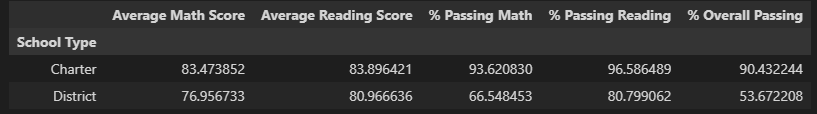 Average Math Score Average Reading Score % Passing Math % Passing Reading % Overall Passing
School Type
Charter 83.473852 83.896421 93.620830 96.586489 90.432244
District 76.956733 80.966636 66.548453 80.799062 53.672208